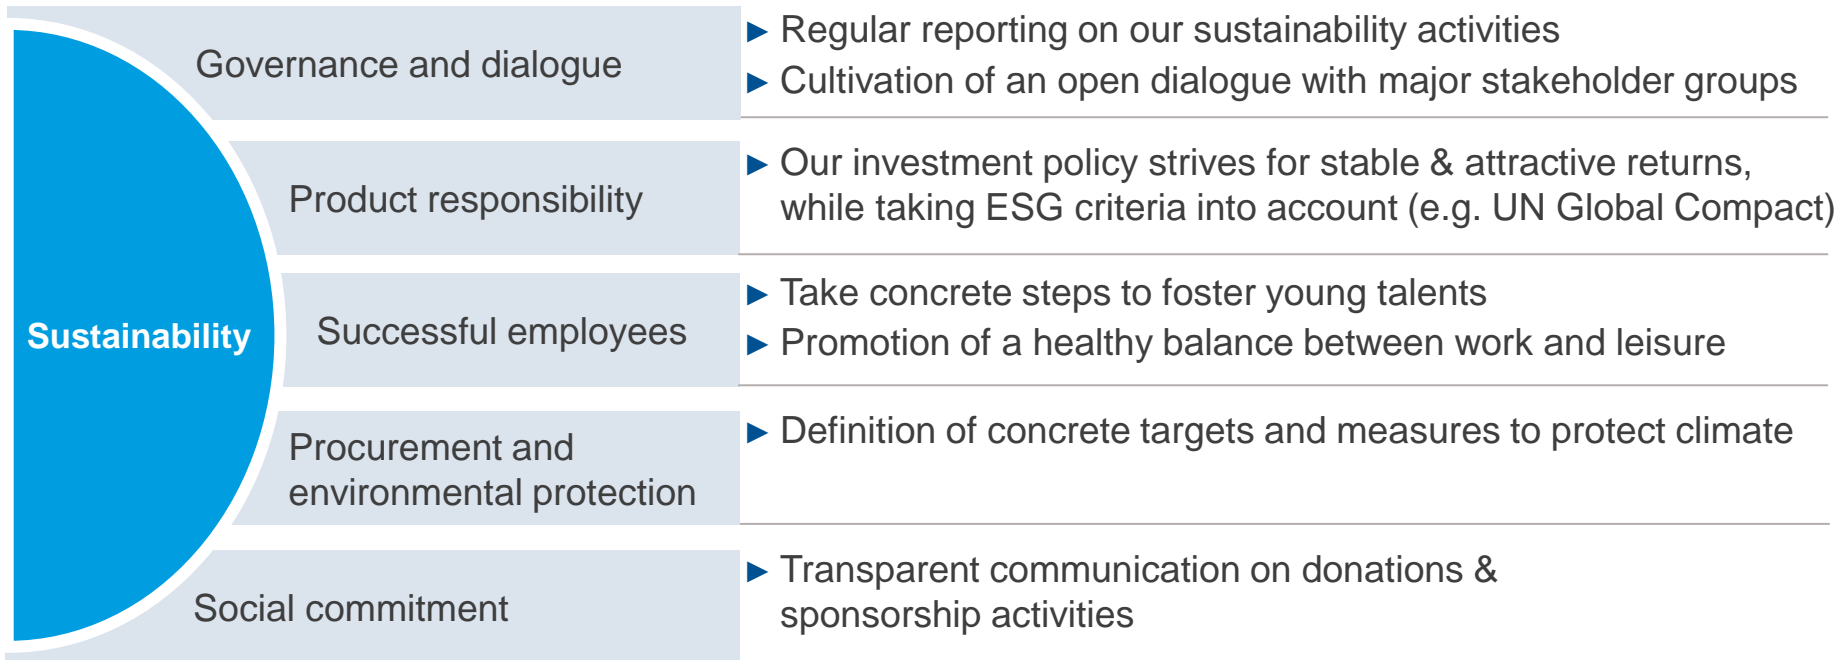 Sustainability
Governance and dialogue
► Regular reporting on our sustainability activities
► Cultivation of an open dialogue with major stakeholder groups
Product responsibility
► Our investment policy strives for stable & attractive returns,
while taking ESG criteria into account (e.g. UN Global Compact)
Successful employees
► Take concrete steps to foster young talents
► Promotion of a healthy balance between work and leisure
Procurement and
environmental protection
► Definition of concrete targets and measures to protect climate
Social commitment
► Transparent communication on donations &
sponsorship activities